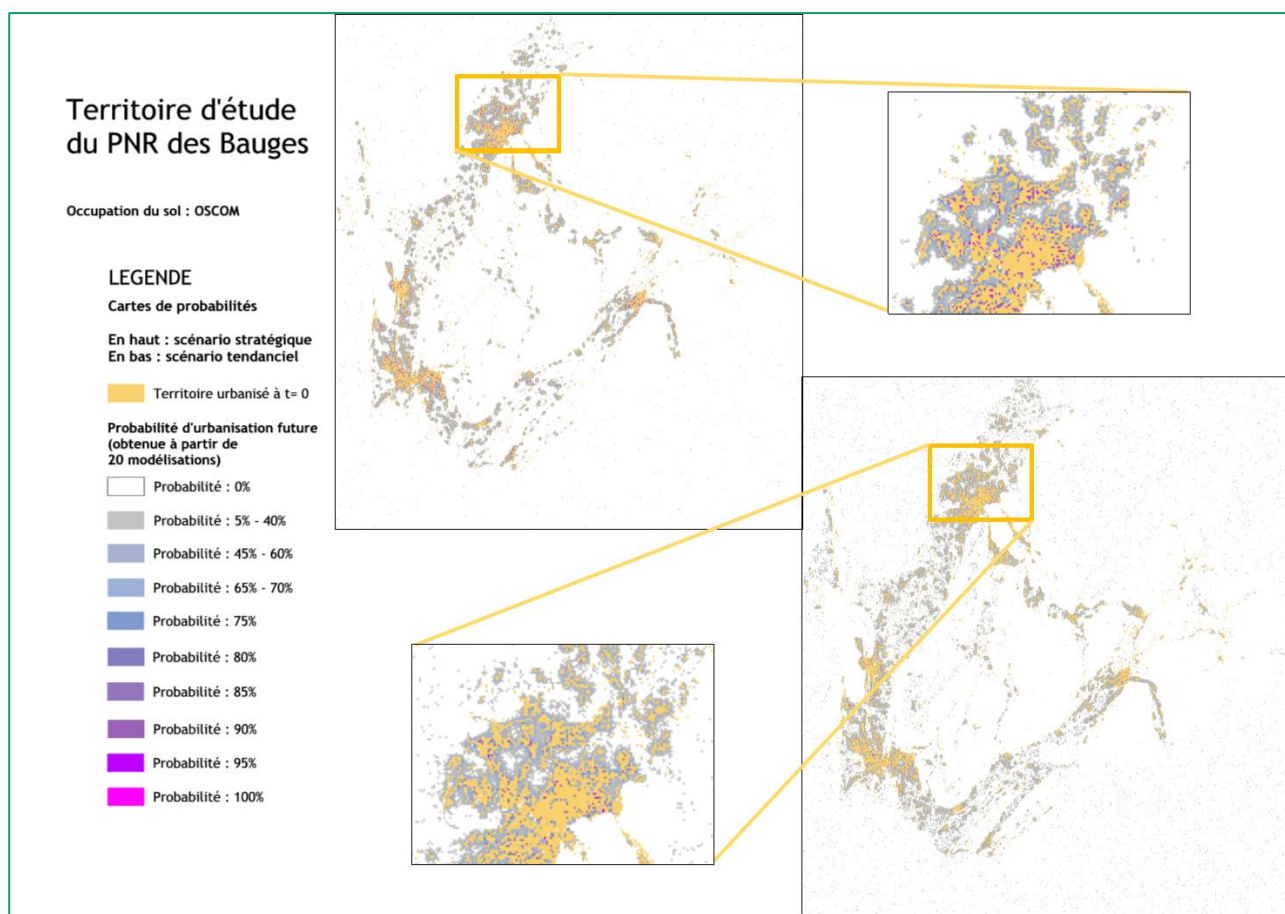 Territoire d'étude
du PNR des Bauges
Occupation du sol : OSCOM
LEGENDE
Cartes de probabilités
En haut : scénario stratégique
En bas : scénario tendanciel
Territoire urbanisé à t= 0
Probabilité d'urbanisation future
(obtenue à partir de
20 modélisations)
Probabilité : 0%
Probabilité : 5% - 40%
Probabilité : 45% - 60%
Probabilité : 65% - 70%
Probabilité : 75%
Probabilité : 80%
Probabilité : 85%
Probabilité : 90%
Probabilité : 95%
Probabilité : 100%